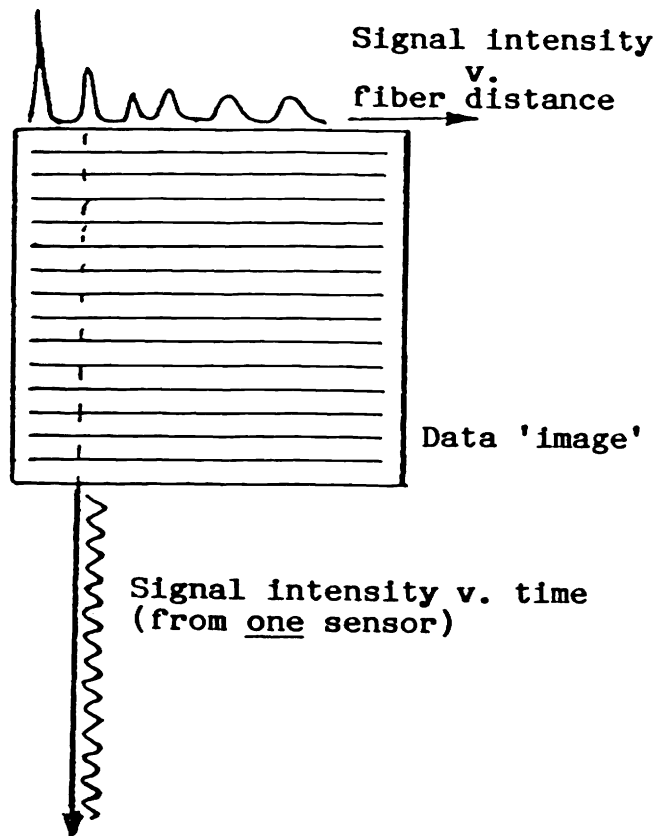 Signal intensity
v.
fiber distance
Data 'image'
Signal intensity v. time
(from one sensor)